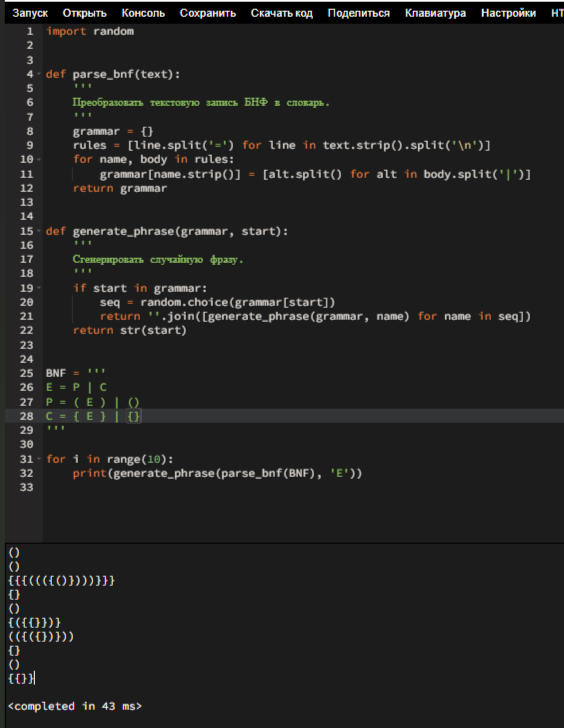 Запуск Открыть Консоль Сохранить Скачать код Поделиться Клавиатура Настройки НТ
1 import random
2
3
4 def parse_bnf(text):
5     '''
6     Преобразовать текстовую запись БНФ в словарь.
7     '''
8     grammar = {}
9     rules = [line.split('=') for line in text.strip().split('\n')]
10     for name, body in rules:
11         grammar[name.strip()] = [alt.split() for alt in body.split('|')]
12     return grammar
13
14
15 def generate_phrase(grammar, start):
16     '''
17     Сгенерировать случайную фразу.
18     '''
19     if start in grammar:
20         seq = random.choice(grammar[start])
21         return ''.join([generate_phrase(grammar, name) for name in seq])
22     return str(start)
23
24
25 BNF = '''
26 E = P | C
27 P = ( E ) | ()
28 C = { E } | {}
29 '''
30
31 for i in range(10):
32     print(generate_phrase(parse_bnf(BNF), 'E'))
33
()
()
{{{(((({()}))))}}}
{}
()
{({{}})}
(({({})}))
{}
()
{{}}
<completed in 43 ms>